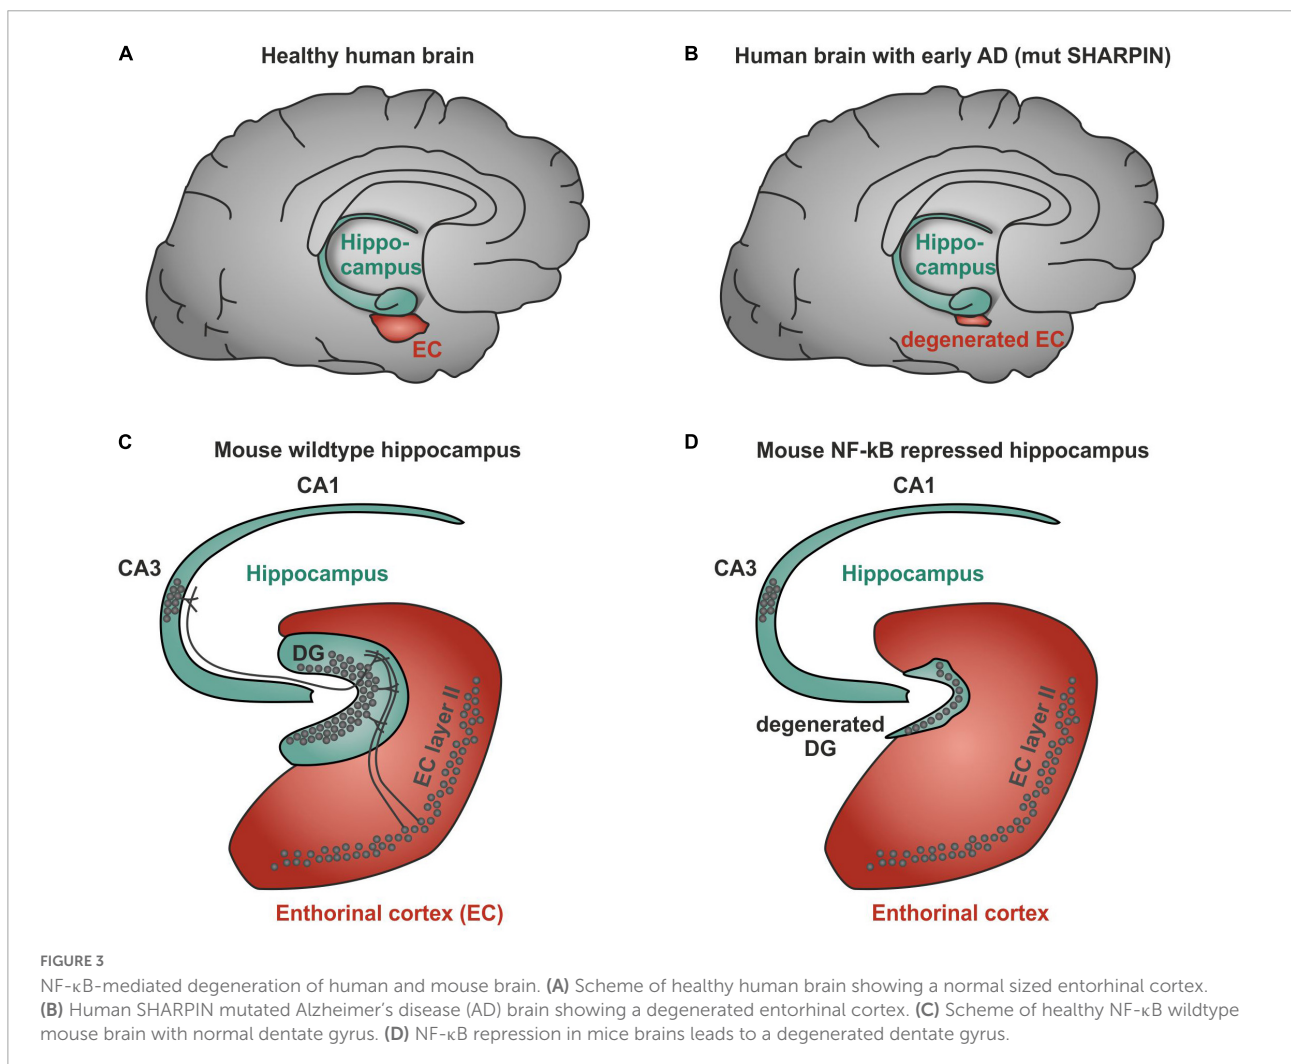 A
Healthy human brain
B
Human brain with early AD (mut SHARPIN)
Hippo-
campus
EC
Hippo-
campus
degenerated EC
C
Mouse wildtype hippocampus
CA1
CA3
Hippocampus
DG
EC layer II
Enthorinal cortex (EC)
D
Mouse NF-kB repressed hippocampus
CA1
CA3
Hippocampus
degenerated
DG
EC layer II
Enthorinal cortex
FIGURE 3
NF-κB-mediated degeneration of human and mouse brain. (A) Scheme of healthy human brain showing a normal sized entorhinal cortex.
(B) Human SHARPIN mutated Alzheimer's disease (AD) brain showing a degenerated entorhinal cortex. (C) Scheme of healthy NF-κB wildtype
mouse brain with normal dentate gyrus. (D) NF-κB repression in mice brains leads to a degenerated dentate gyrus.